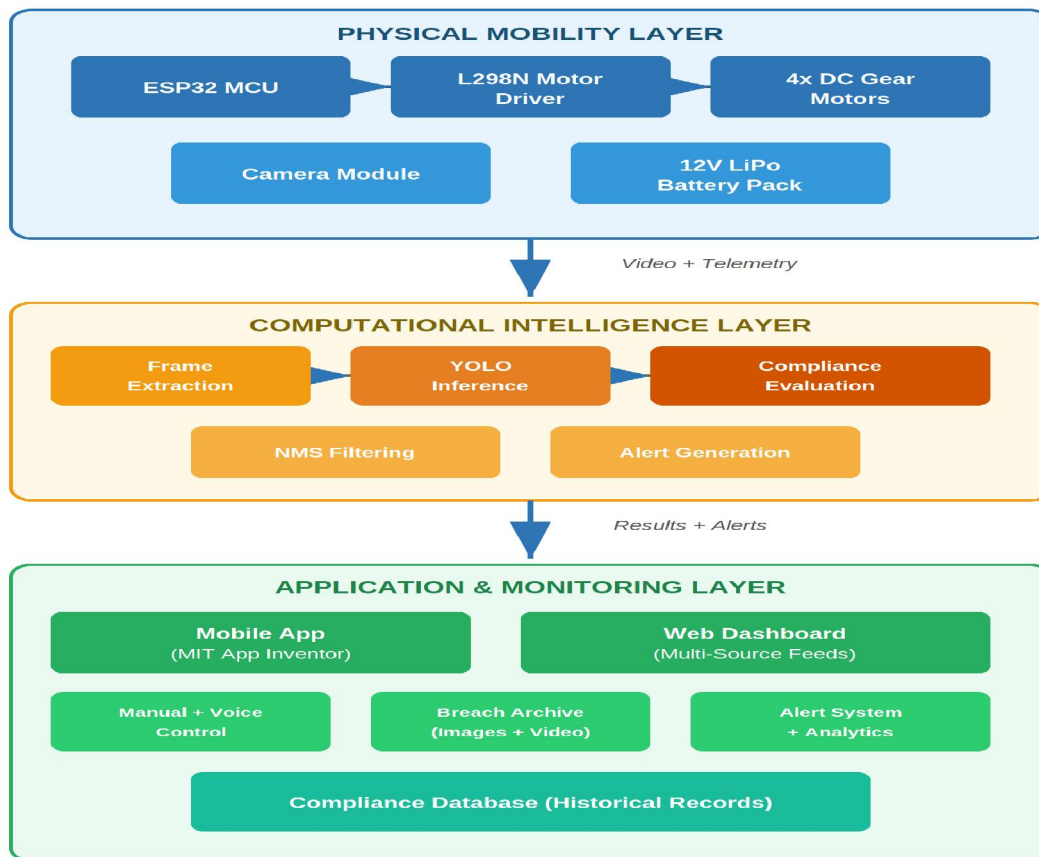 PHYSICAL MOBILITY LAYER
ESP32 MCU
L298N Motor
Driver
4x DC Gear
Motors
Camera Module
12V LiPo
Battery Pack
Video + Telemetry
COMPUTATIONAL INTELLIGENCE LAYER
Frame
Extraction
YOLO
Inference
Compliance
Evaluation
NMS Filtering
Alert Generation
Results + Alerts
APPLICATION & MONITORING LAYER
Mobile App
(MIT App Inventor)
Web Dashboard
(Multi-Source Feeds)
Manual + Voice
Control
Breach Archive
(Images + Video)
Alert System
+ Analytics
Compliance Database (Historical Records)